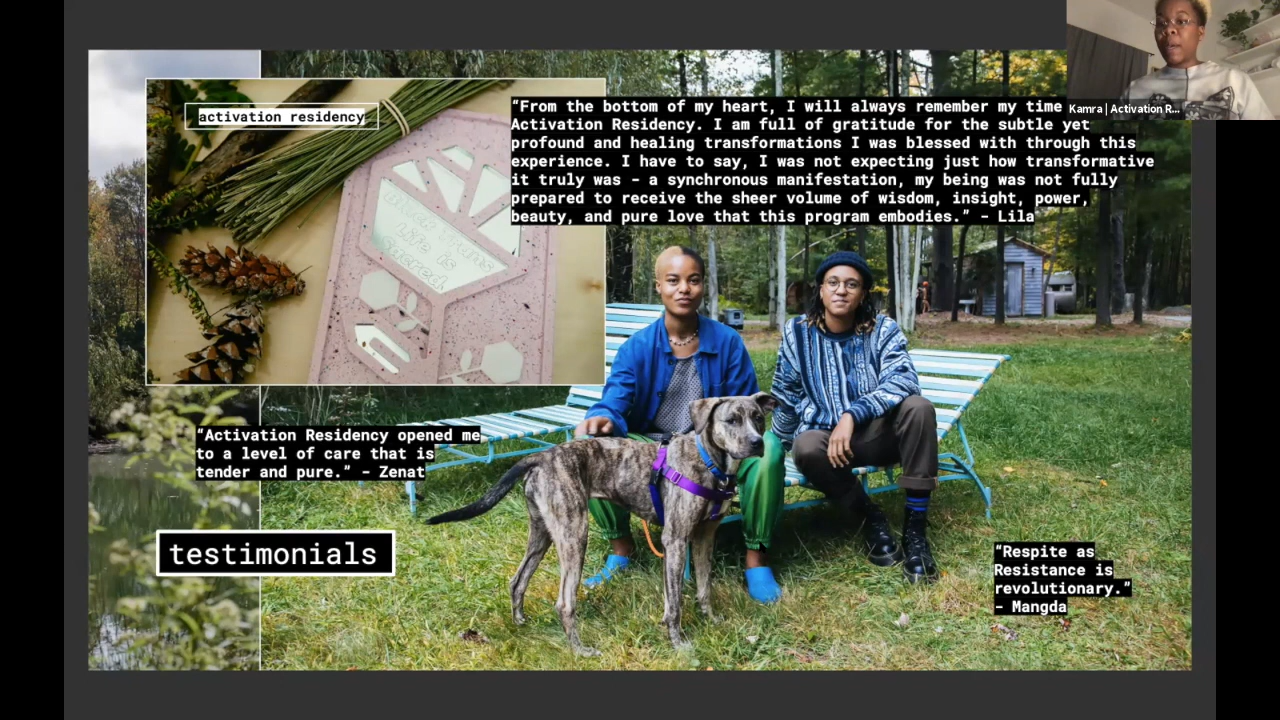 activation residency
“From the bottom of my heart, I will always remember my time
Activation Residency. I am full of gratitude for the subtle yet
profound and healing transformations I was blessed with through this
experience. I have to say, I was not expecting just how transformative
it truly was - a synchronous manifestation, my being was not fully
prepared to receive the sheer volume of wisdom, insight, power,
beauty, and pure love that this program embodies.” - Lila
Kamra | Activation R...
Life is
Sacred
“Activation Residency opened me
to a level of care that is
tender and pure.” - Zenat
testimonials
“Respite as
Resistance is
revolutionary.”
- Mangda